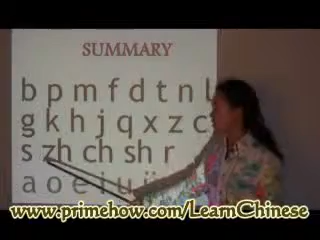 SUMMARY
b p m f d t n l
g k h j q x z c
s zh ch sh r
a o e i u ü
www.primehow.com/LearnChinese